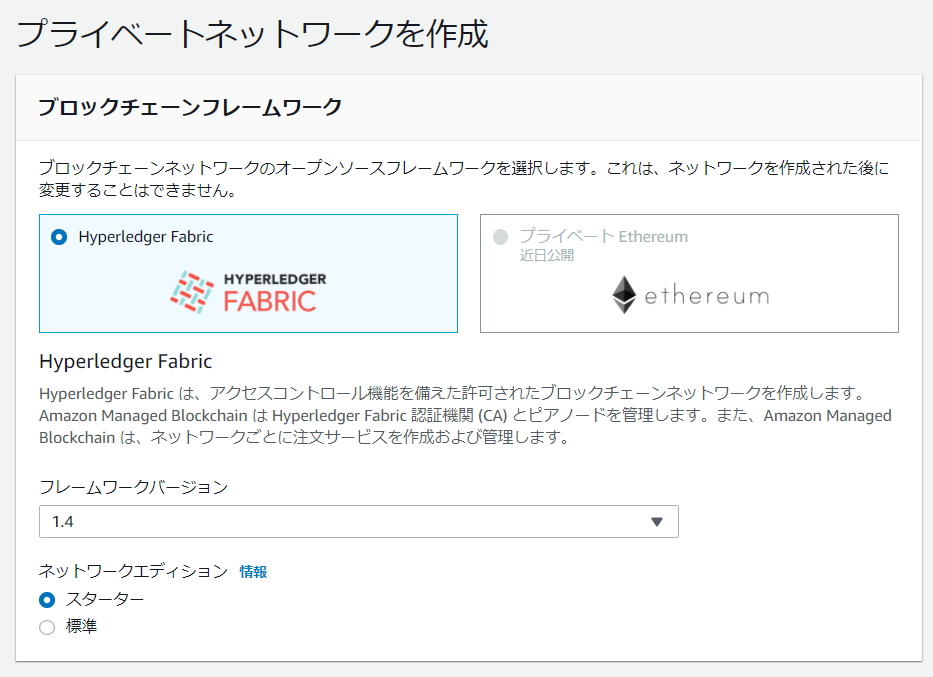 プライベートネットワークを作成
ブロックチェーンフレームワーク
ブロックチェーンネットワークのオープンソースフレームワークを選択します。これは、ネットワークを作成された後に
変更することはできません。
Hyperledger Fabric
HYPERLEDGER
FABRIC
プライベート Ethereum
近日公開
ethereum
Hyperledger Fabric
Hyperledger Fabric は、アクセスコントロール機能を備えた許可されたブロックチェーンネットワークを作成します。
Amazon Managed Blockchain は Hyperledger Fabric 認証機関 (CA) とピアノードを管理します。また、Amazon Managed
Blockchain は、ネットワークごとに注文サービスを作成および管理します。
フレームワークバージョン
1.4
ネットワークエディション 情報
スターター
標準